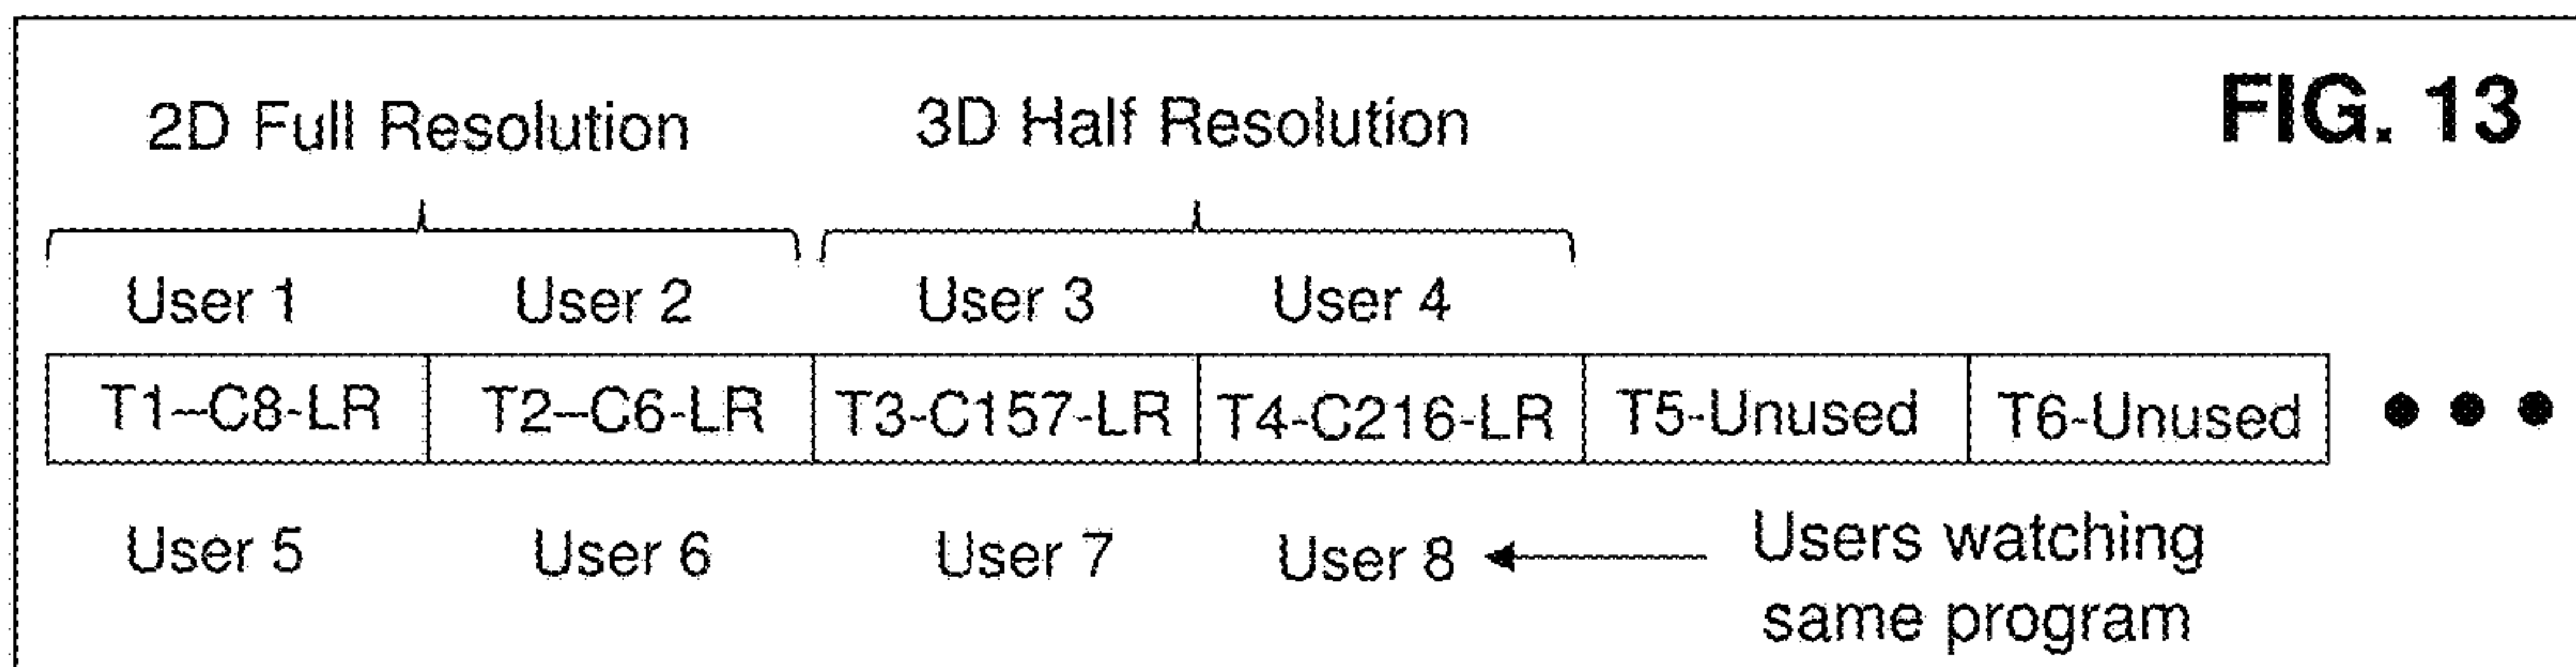 FIG. 13
2D Full Resolution 3D Half Resolution
User 1 User 2 User 3 User 4
T1–C8-LR T2–C6-LR T3-C157-LR T4-C216-LR T5-Unused T6-Unused
User 5 User 6 User 7 User 8 Users watching
same program